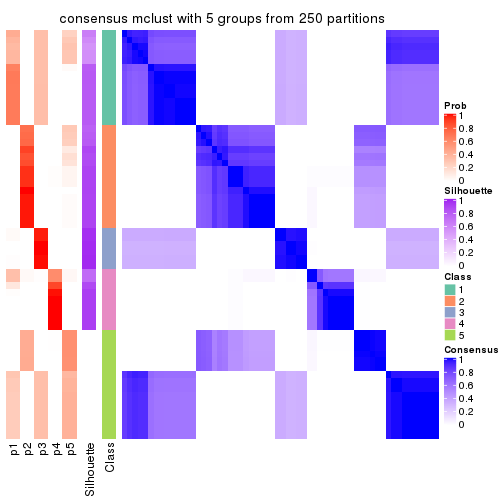 consensus mclust with 5 groups from 250 partitions
Prob
1
0.8
0.6
0.4
0.2
0
Silhouette
1
0.8
0.6
0.4
0.2
0
Class
1
2
3
4
5
Consensus
1
0.8
0.6
0.4
0.2
0
p1
p2
p3
p4
p5
Silhouette
Class